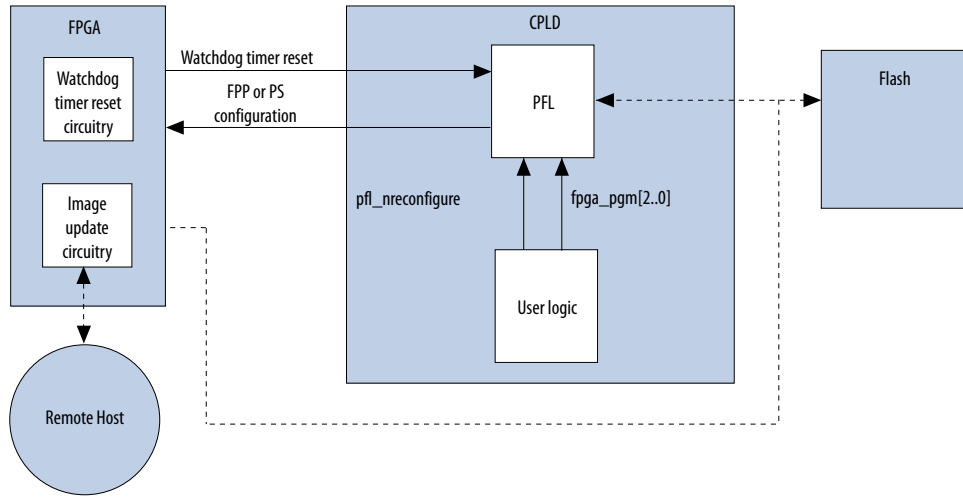 FPGA
Watchdog
timer reset
circuitry
Image
update
circuitry
Remote Host
Watchdog timer reset
FPP or PS
configuration
CPLD
PFL
pfl_nreconfigure
fpga_pgm[2..0]
User logic
Flash